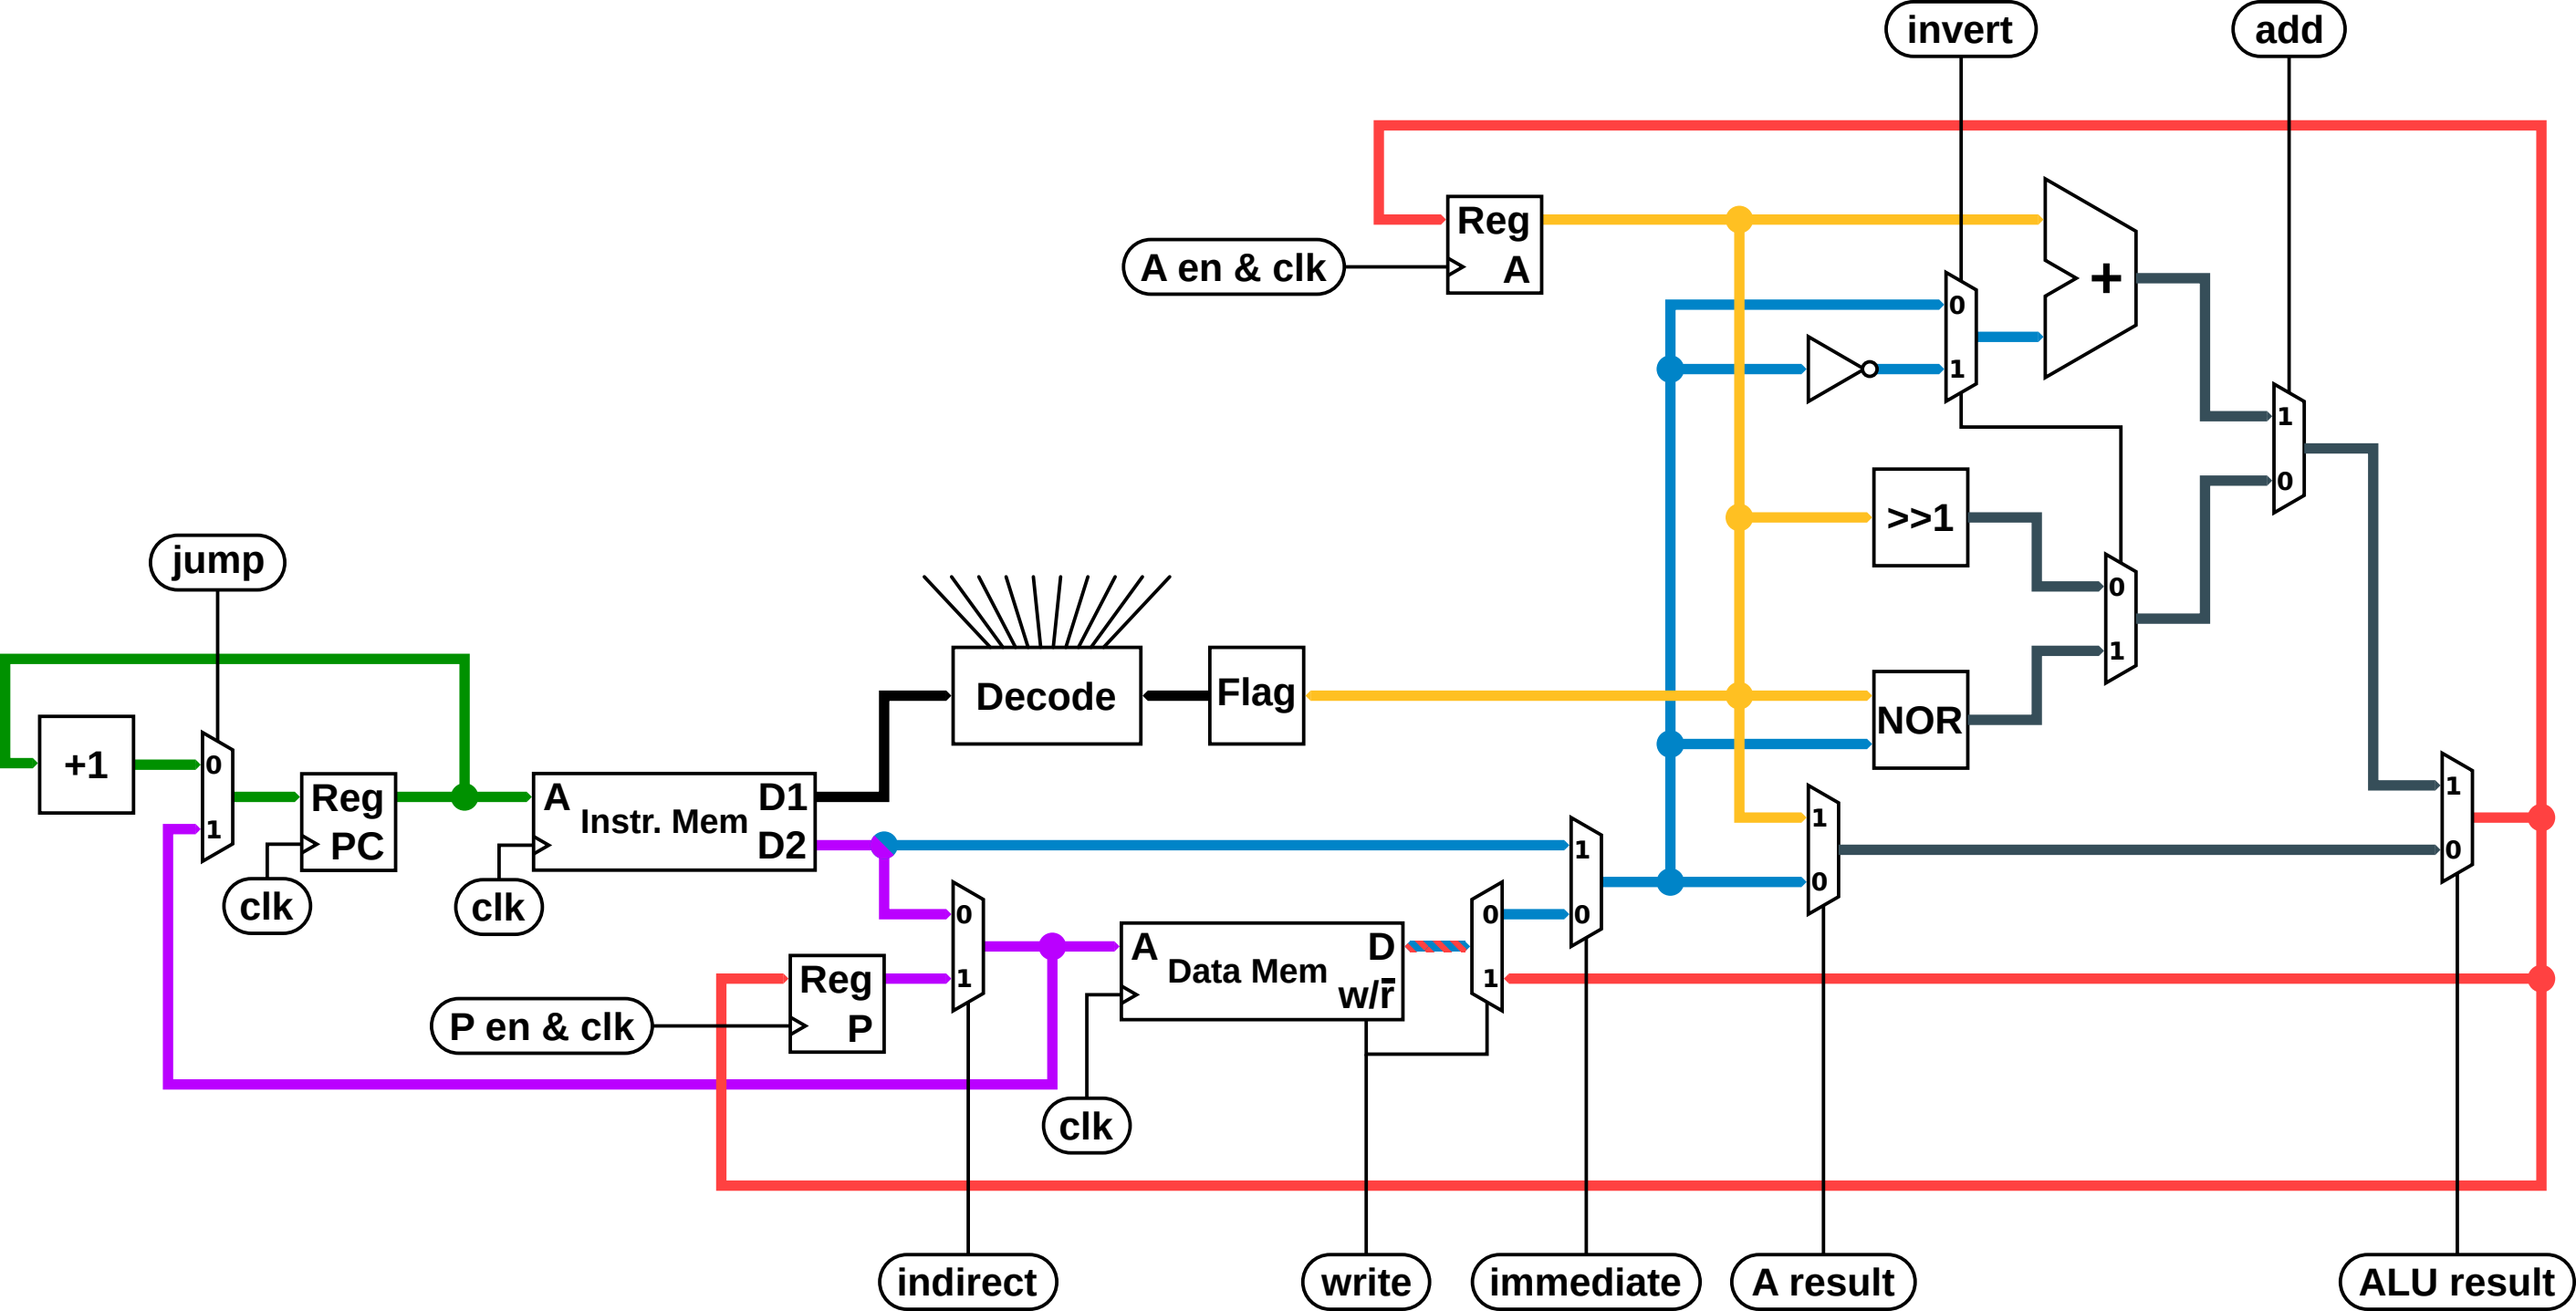 invert
add
Reg
A
A en & clk
+
0
1
1
0
>>1
jump
0
1
Decode
Flag
NOR
+1
0
1
Reg
PC
A
Instr. Mem
D1
D2
clk
clk
1
0
1
0
1
0
0
1
Reg
P
P en & clk
A
Data Mem
D
w/r̅
0
1
clk
indirect
write
immediate
A result
ALU result